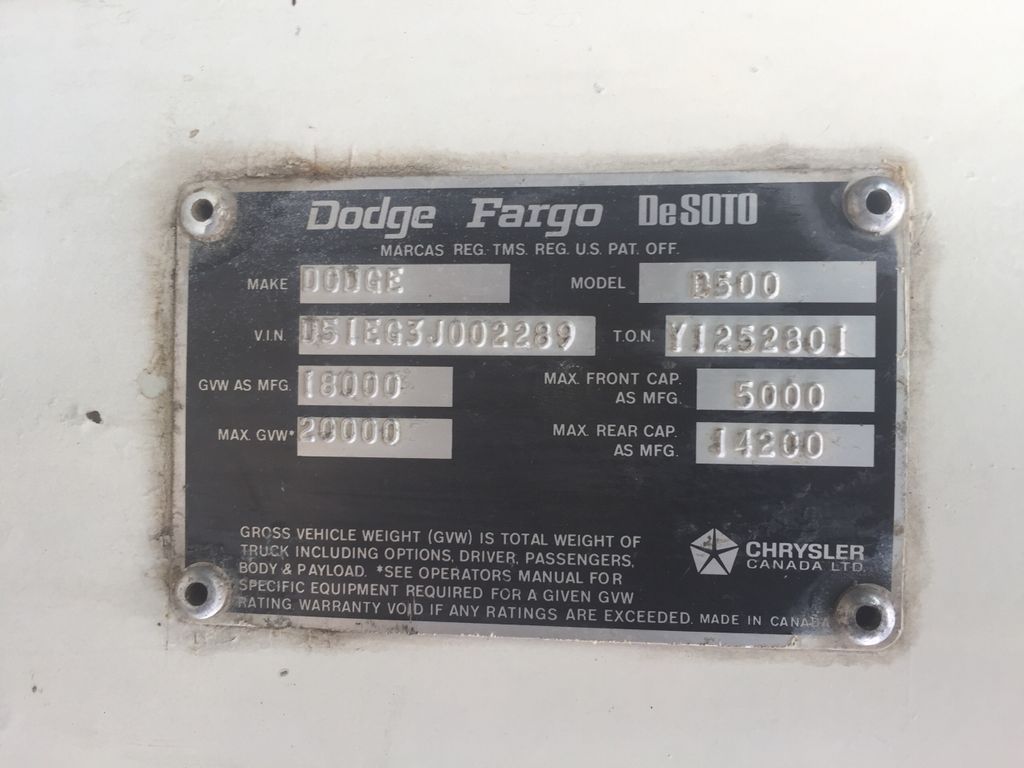 Dodge Fargo DeSOTO
MARCAS REG. TMS. REG. U.S. PAT. OFF.
MAKE DODGE MODEL D500
V.I.N. D51EG3J002289 T.O.N. Y1252801
GVW AS MFG. 18000 MAX. FRONT CAP. AS MFG. 5000
MAX. GVW* 20000 MAX. REAR CAP. AS MFG. 14200
GROSS VEHICLE WEIGHT (GVW) IS TOTAL WEIGHT OF
TRUCK INCLUDING OPTIONS, DRIVER, PASSENGERS,
BODY & PAYLOAD. *SEE OPERATORS MANUAL FOR
SPECIFIC EQUIPMENT REQUIRED FOR A GIVEN GVW
RATING WARRANTY VOID IF ANY RATINGS ARE EXCEEDED. MADE IN CANADA
CHRYSLER
CANADA LTD.